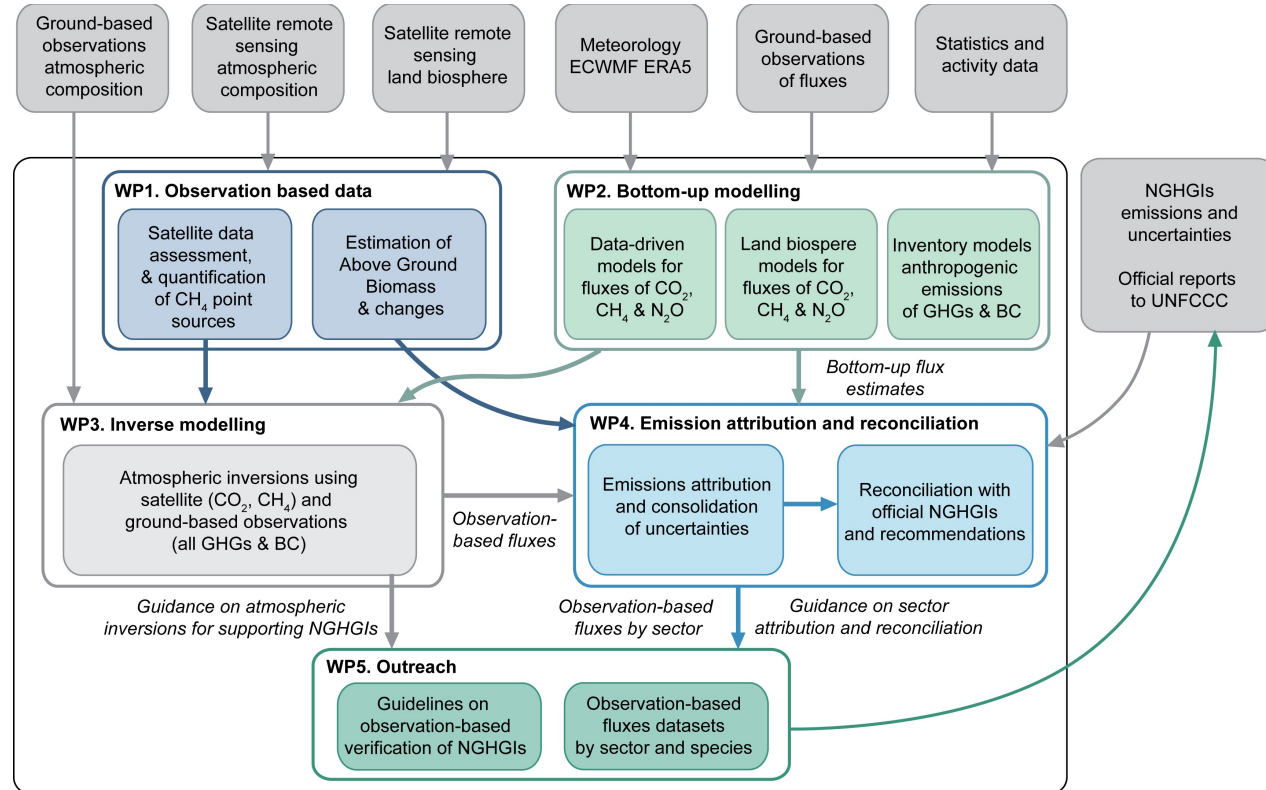 Ground-based
observations
atmospheric
composition
Satellite remote
sensing
atmospheric
composition
Satellite remote
sensing
land biosphere
Meteorology
ECWMF ERA5
Ground-based
observations
of fluxes
Statistics and
activity data
NGHGIs
emissions and
uncertainties
Official reports
to UNFCCC
WP1. Observation based data
Satellite data
assessment,
& quantification
of CH₄ point
sources
Estimation of
Above Ground
Biomass
& changes
WP2. Bottom-up modelling
Data-driven
models for
fluxes of CO₂,
CH₄ & N₂O
Land biospere
models for
fluxes of CO₂,
CH₄ & N₂O
Inventory models
anthropogenic
emissions
of GHGs & BC
Bottom-up flux
estimates
WP3. Inverse modelling
Atmospheric inversions using
satellite (CO₂, CH₄) and
ground-based observations
(all GHGs & BC)
Observation-
based fluxes
WP4. Emission attribution and reconciliation
Emissions attribution
and consolidation
of uncertainties
Reconciliation with
official NGHGIs
and recommendations
Guidance on atmospheric
inversions for supporting NGHGIs
Observation-based
fluxes by sector
Guidance on sector
attribution and reconciliation
WP5. Outreach
Guidelines on
observation-based
verification of NGHGIs
Observation-based
fluxes datasets
by sector and species